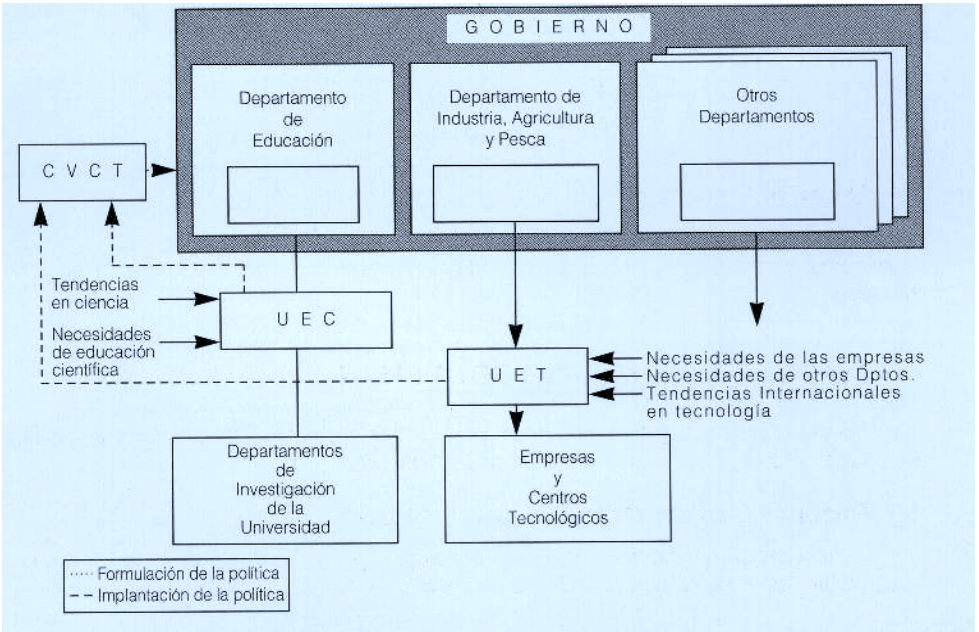 GOBIERNO
Departamento
de
Educación
Departamento de
Industria, Agricultura
y Pesca
Otros
Departamentos
CVCT
Tendencias
en ciencia
Necesidades
de educación
científica
UEC
UET
Necesidades de las empresas
Necesidades de otros Dptos.
Tendencias Internacionales
en tecnología
Departamentos
de
Investigación
de la
Universidad
Empresas
y
Centros
Tecnológicos
Formulación de la política
Implantación de la política